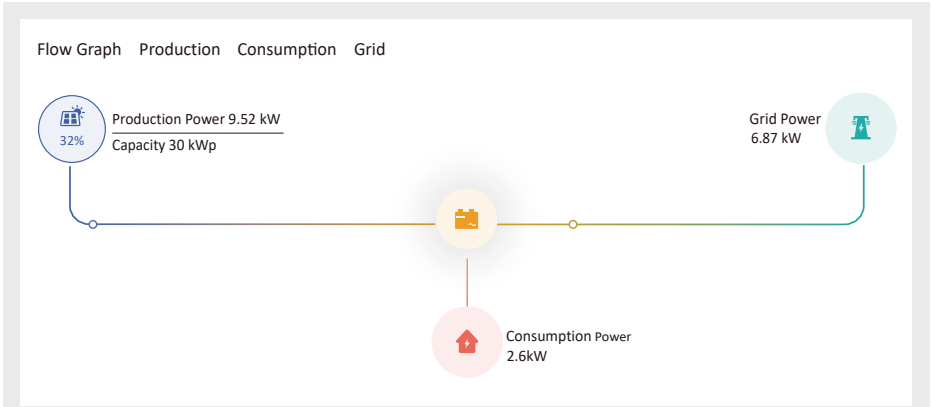 Flow Graph Production Consumption Grid
Production Power 9.52 kW
Capacity 30 kWp
32%
Grid Power
6.87 kW
Consumption Power
2.6kW